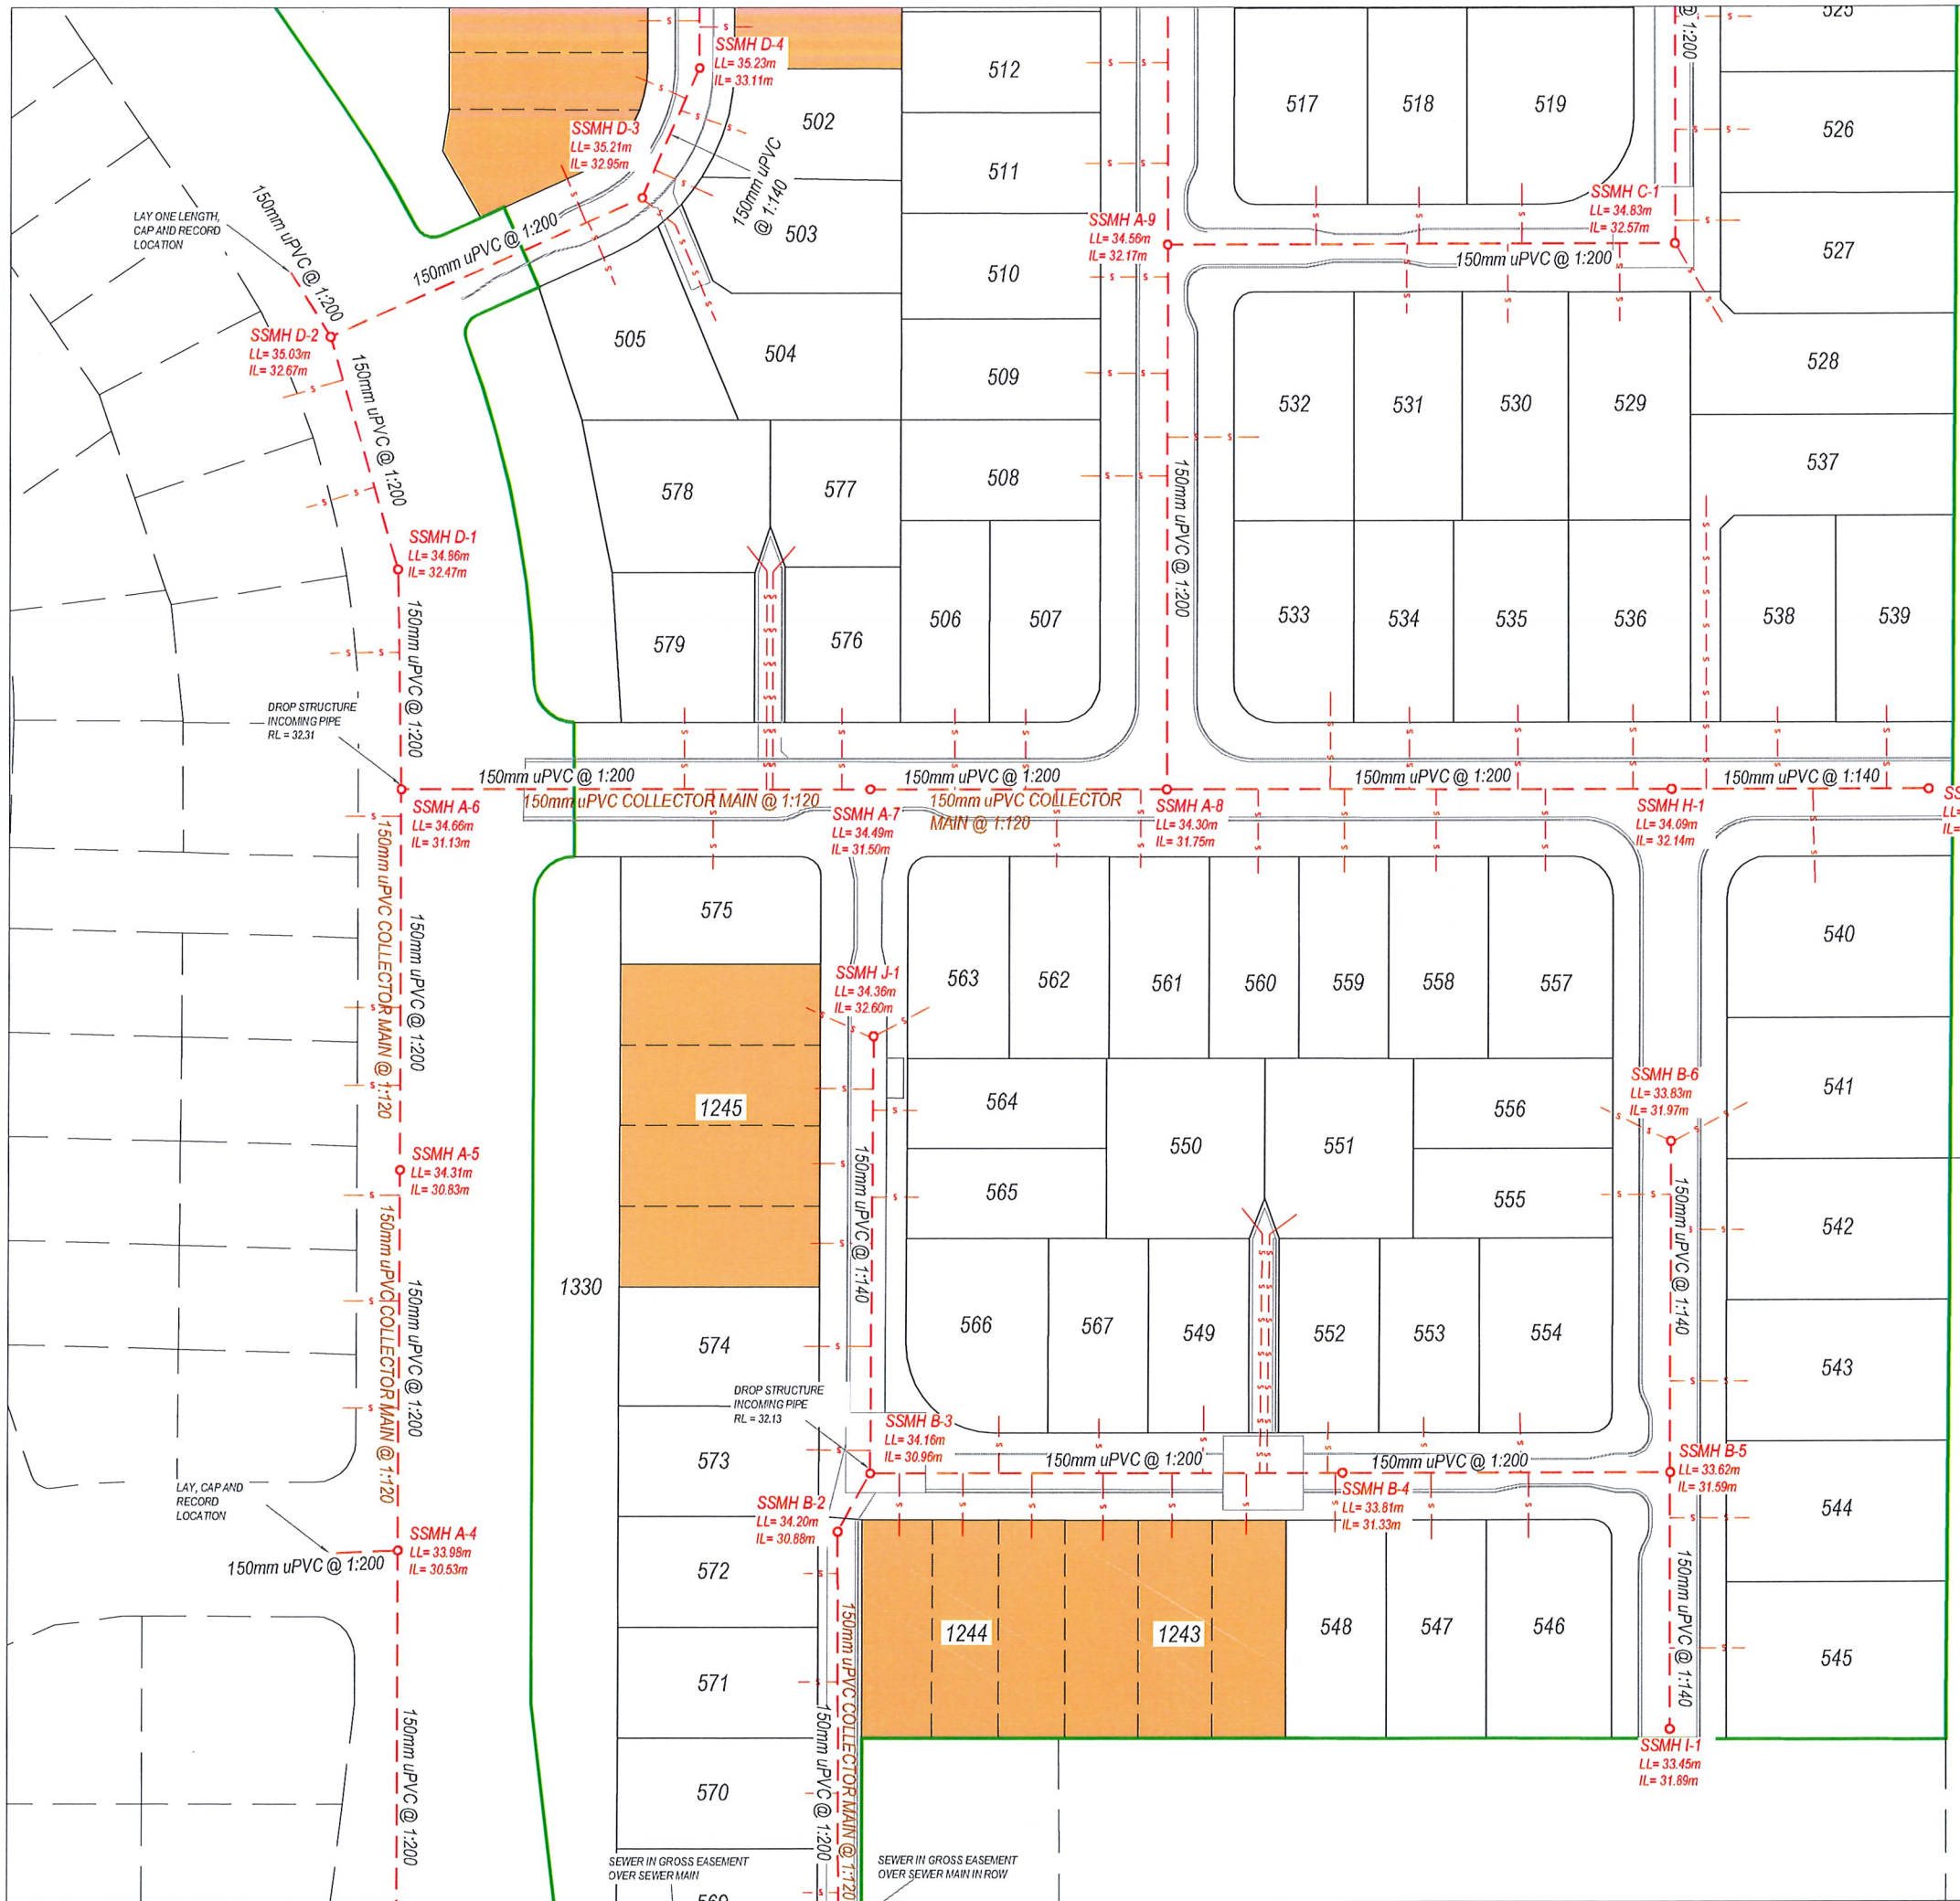 SSMH D-4
LL= 35.23m
IL= 33.11m
SSMH D-3
LL= 35.21m
IL= 32.95m
150mm uPVC
@ 1:140
502
503
512
511
510
509
508
517
518
519
@ 1:200
525
526
527
528
537
SSMH C-1
LL= 34.83m
IL= 32.57m
SSMH A-9
LL= 34.56m
IL= 32.17m
150mm uPVC @ 1:200
LAY ONE LENGTH,
CAP AND RECORD
LOCATION
150mm uPVC @ 1:200
150mm uPVC @ 1:200
SSMH D-2
LL= 35.03m
IL= 32.67m
150mm uPVC @ 1:200
505
504
532
531
530
529
578
577
150mm uPVC @ 1:200
SSMH D-1
LL= 34.86m
IL= 32.47m
150mm uPVC @ 1:200
579
576
506
507
533
534
535
536
538
539
DROP STRUCTURE
INCOMING PIPE
RL = 32.31
150mm uPVC @ 1:200
150mm uPVC @ 1:200
150mm uPVC @ 1:200
150mm uPVC @ 1:140
150mm uPVC COLLECTOR MAIN @ 1:120
150mm uPVC COLLECTOR
MAIN @ 1:120
SSMH A-6
LL= 34.66m
IL= 31.13m
SSMH A-7
LL= 34.49m
IL= 31.50m
SSMH A-8
LL= 34.30m
IL= 31.75m
SSMH H-1
LL= 34.09m
IL= 32.14m
SS
LL=
IL=
150mm uPVC COLLECTOR MAIN @ 1:120
150mm uPVC @ 1:200
575
SSMH J-1
LL= 34.36m
IL= 32.60m
563
562
561
560
559
558
557
540
541
542
543
544
545
1245
564
565
550
551
556
555
SSMH B-6
LL= 33.83m
IL= 31.97m
150mm uPVC @ 1:140
150mm uPVC @ 1:140
SSMH A-5
LL= 34.31m
IL= 30.83m
150mm uPVC COLLECTOR MAIN @ 1:120
150mm uPVC @ 1:200
1330
574
566
567
549
552
553
554
DROP STRUCTURE
INCOMING PIPE
RL = 32.13
SSMH B-3
LL= 34.16m
IL= 30.96m
150mm uPVC @ 1:200
150mm uPVC @ 1:200
SSMH B-5
LL= 33.62m
IL= 31.59m
573
SSMH B-2
LL= 34.20m
IL= 30.88m
SSMH B-4
LL= 33.81m
IL= 31.33m
LAY, CAP AND
RECORD
LOCATION
SSMH A-4
LL= 33.98m
IL= 30.53m
150mm uPVC @ 1:200
572
571
570
1244
1243
548
547
546
150mm uPVC @ 1:140
150mm uPVC COLLECTOR MAIN @ 1:120
150mm uPVC @ 1:200
150mm uPVC @ 1:200
SSMH I-1
LL= 33.45m
IL= 31.89m
SEWER IN GROSS EASEMENT
OVER SEWER MAIN
SEWER IN GROSS EASEMENT
OVER SEWER MAIN IN ROW
569